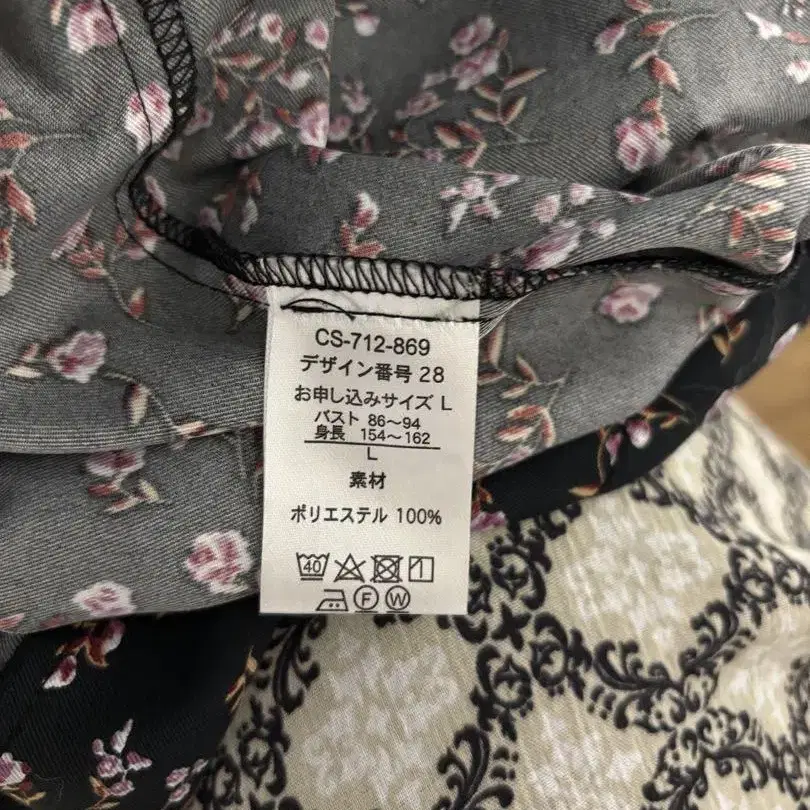 CS-712-869
デザイン番号 28
お申し込みサイズ L
バスト 86～94
身長 154～162
L
素材
ポリエステル 100%
40
F W